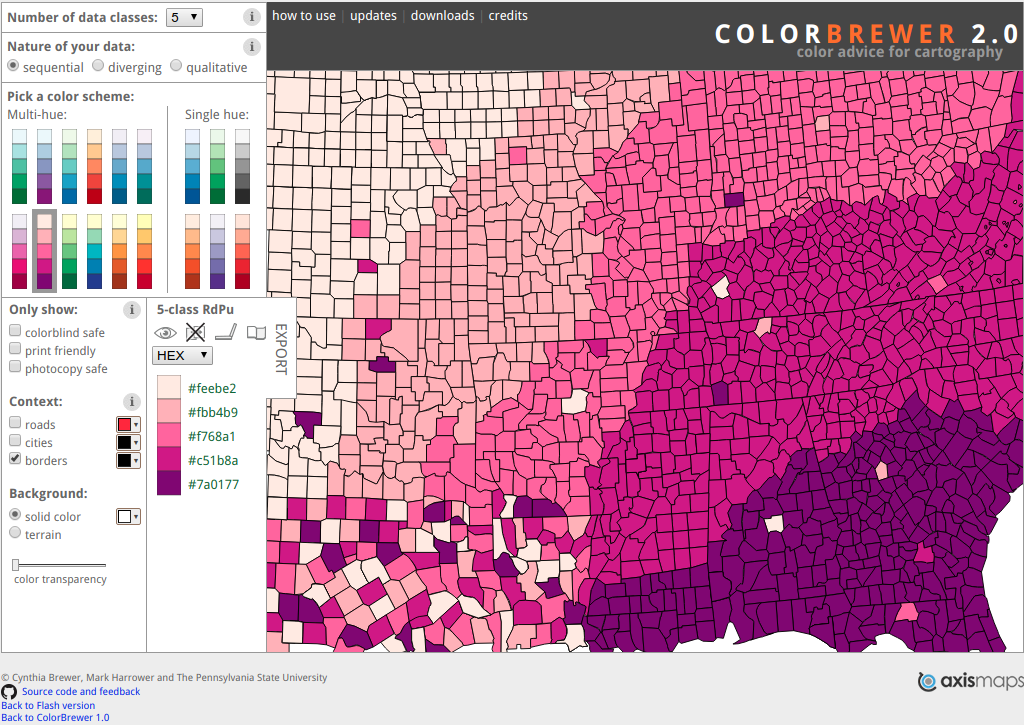 Number of data classes: 5 i
how to use | updates | downloads | credits
COLORBREWER 2.0
color advice for cartography
Nature of your data: i
sequential diverging qualitative
Pick a color scheme:
Multi-hue: Single hue:
Only show: i
colorblind safe
print friendly
photocopy safe
Context: i
roads
cities
borders
Background:
solid color
terrain
color transparency
5-class RdPu
EXPORT
HEX
#feebe2
#fbb4b9
#f768a1
#c51b8a
#7a0177
© Cynthia Brewer, Mark Harrower and The Pennsylvania State University
Source code and feedback
Back to Flash version
Back to ColorBrewer 1.0
axismaps